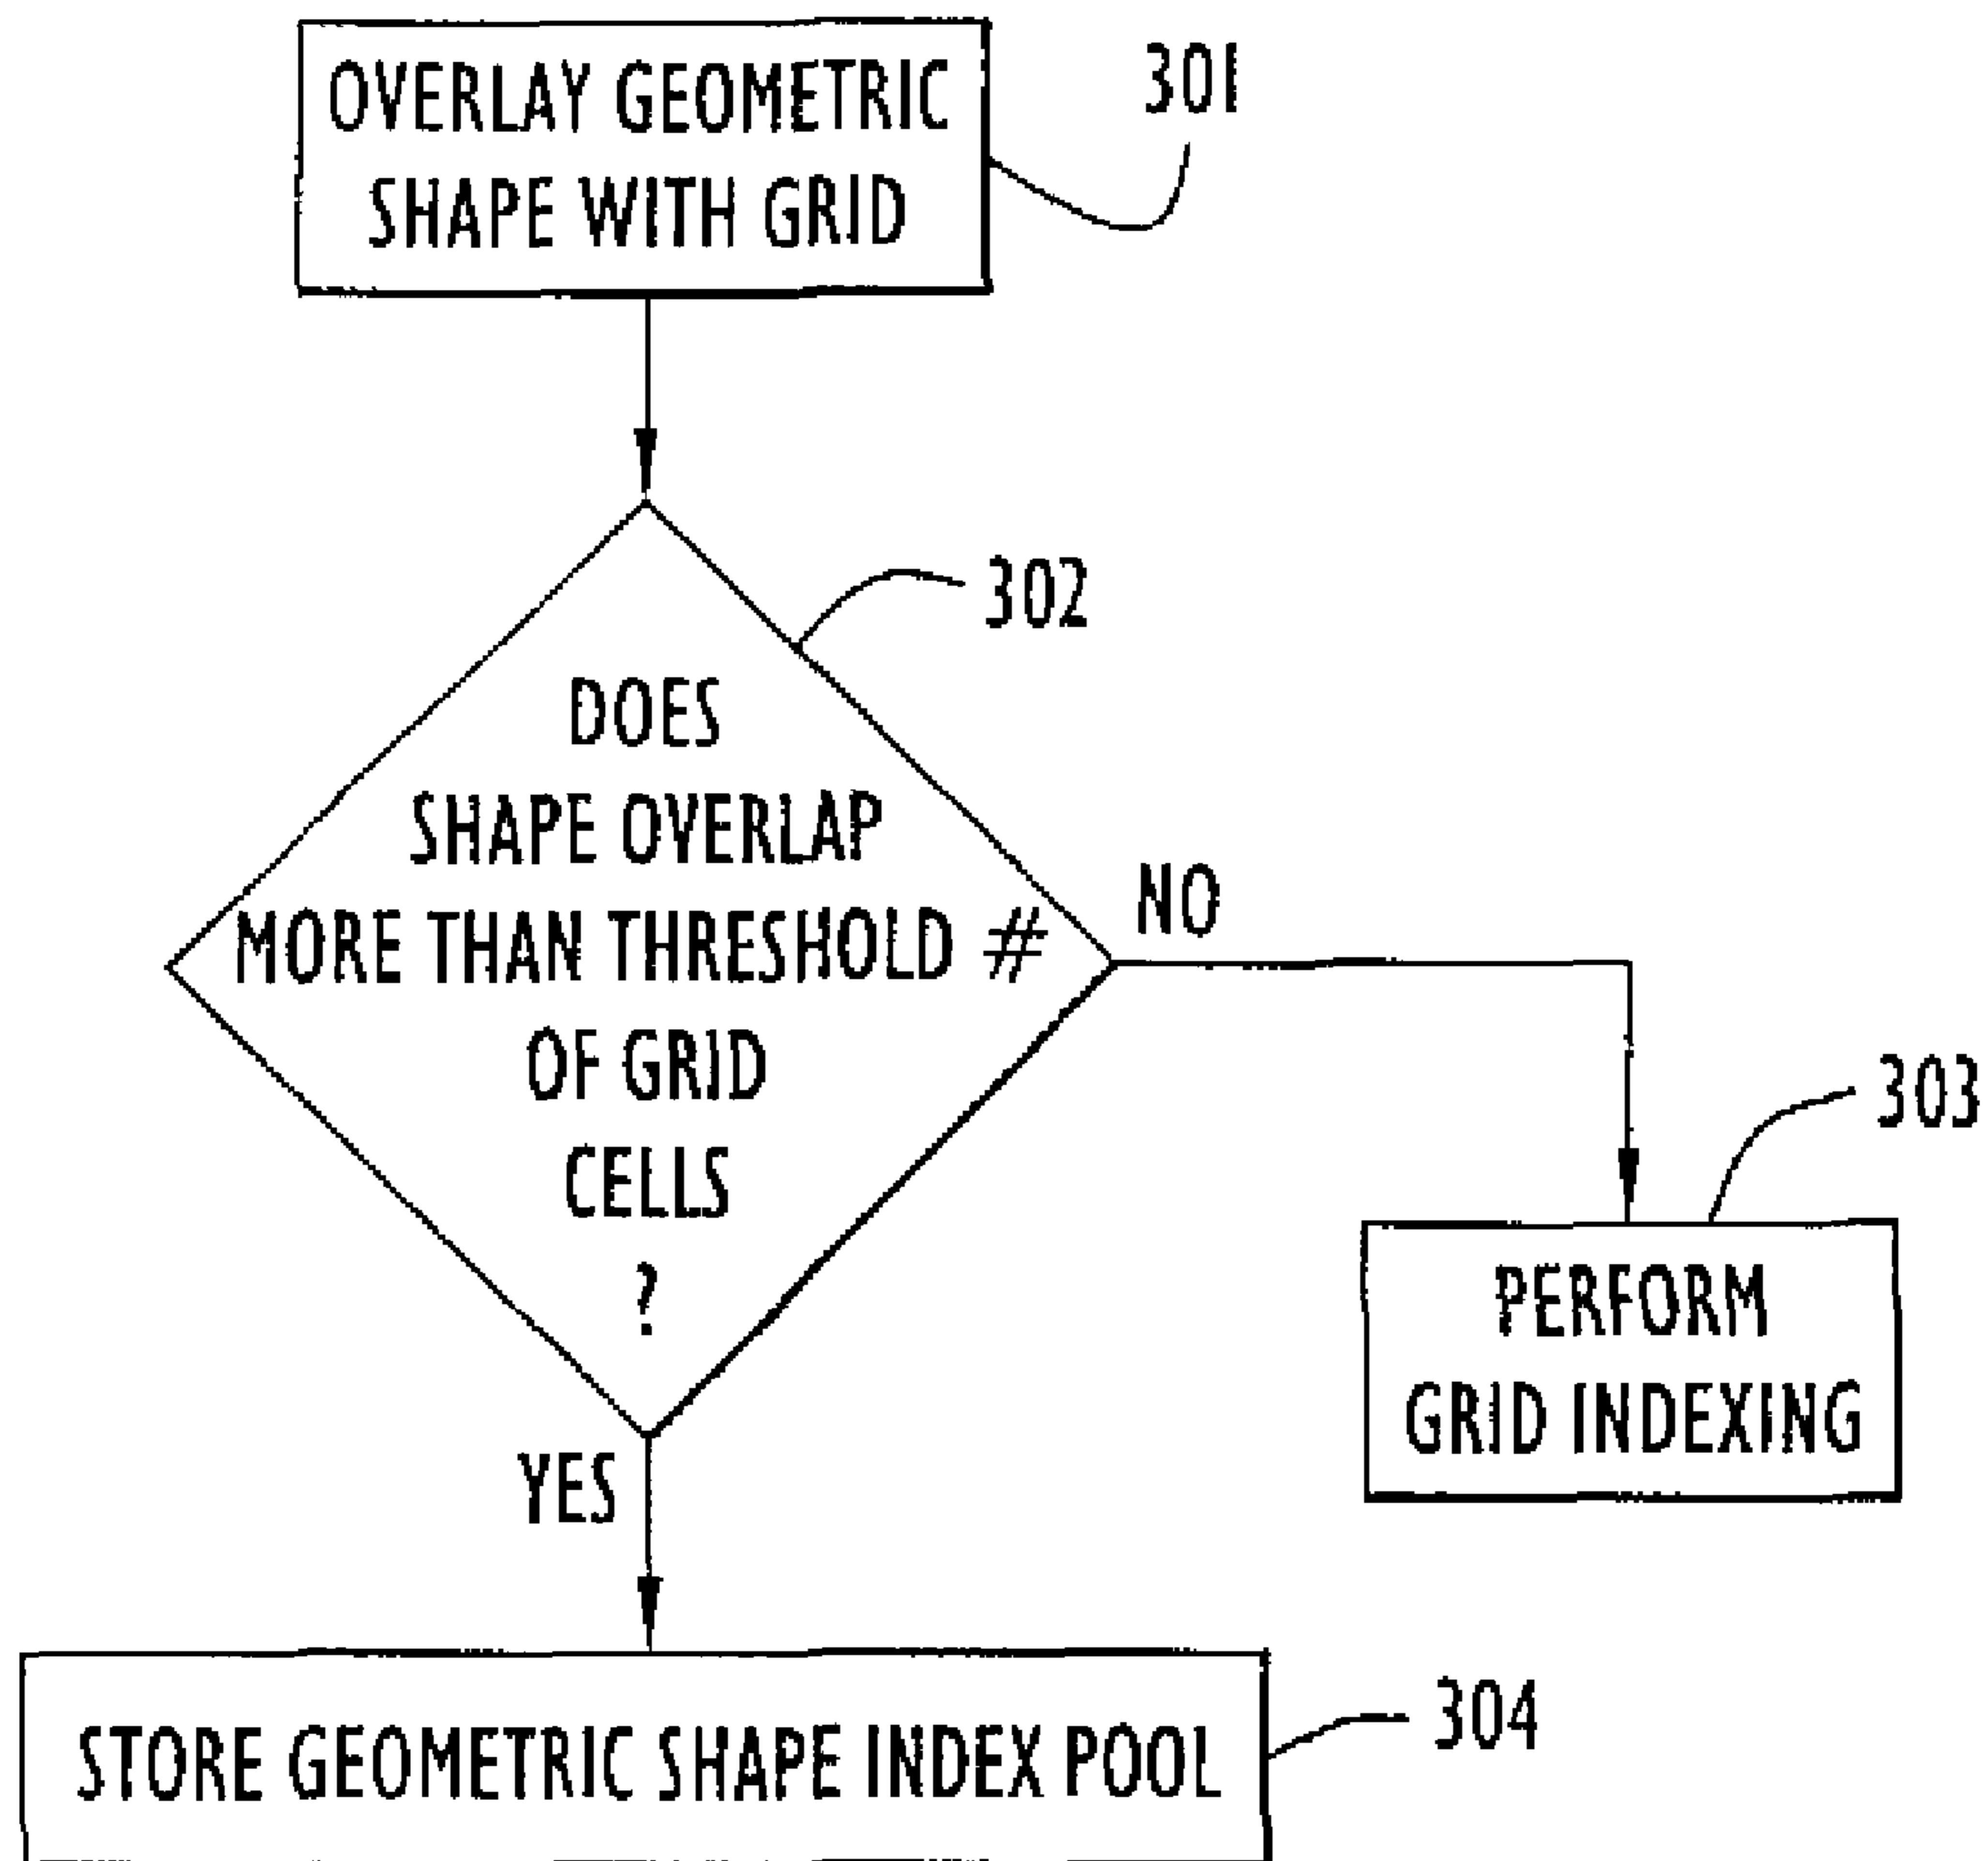 OVERLAY GEOMETRIC
SHAPE WITH GRID
301
302
DOES
SHAPE OVERLAP
MORE THAN THRESHOLD #
OF GRID
CELLS
?
NO
303
PERFORM
GRID INDEXING
YES
STORE GEOMETRIC SHAPE INDEX POOL
304